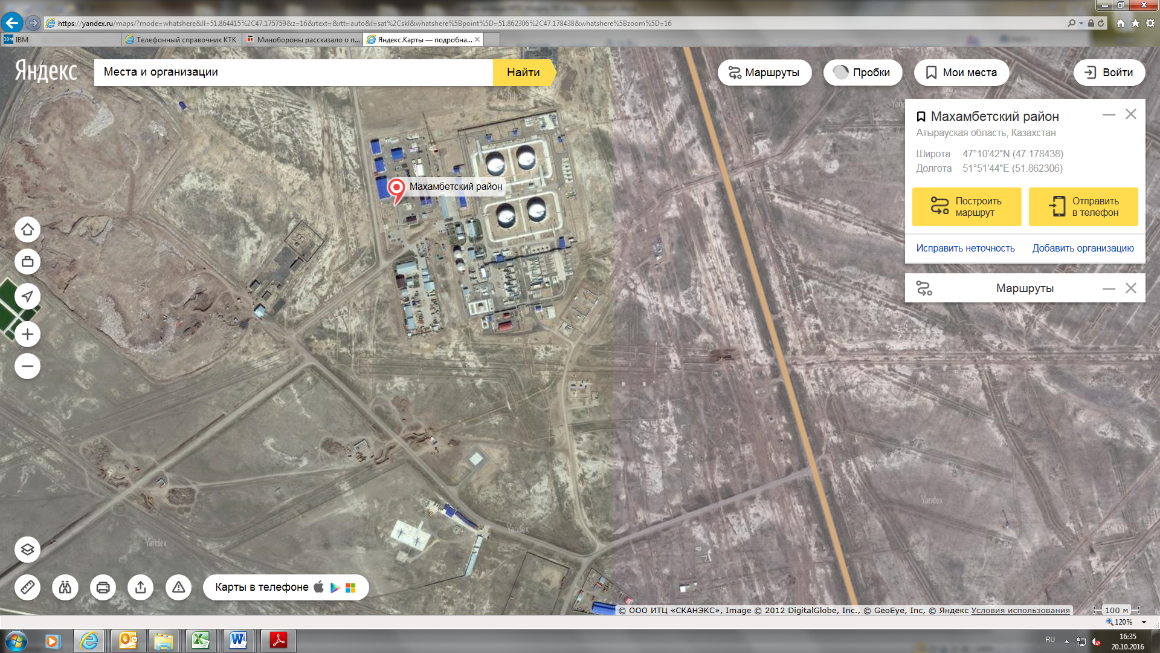 https://yandex.ru/maps/?mode=whatshere&ll=51.864415%2C47.175759&z=16&rtext=&rtt=auto&l=sat%2Cskl&whatshere%5Bpoint%5D=51.862306%2C47.178438&whatshere%5Bzoom%5D=16
IBM
Телефонный справочник КТК
Минобороны рассказало о п...
Яндекс.Карты — подробна...
Яндекс
Места и организации
Найти
Маршруты
Пробки
Мои места
Войти
Махамбетский район
Атырауская область, Казахстан
Широта 47°10'42"N (47.178438)
Долгота 51°51'44"E (51.862306)
Построить
маршрут
Отправить
в телефон
Исправить неточность
Добавить организацию
Маршруты
Махамбетский район
Yandex
Yandex
Карты в телефоне
© ООО ИТЦ «СКАНЭКС», Image © 2012 DigitalGlobe, Inc., © GeoEye, Inc, © Яндекс Условия использования
100 м
120%
RU
16:35
20.10.2016